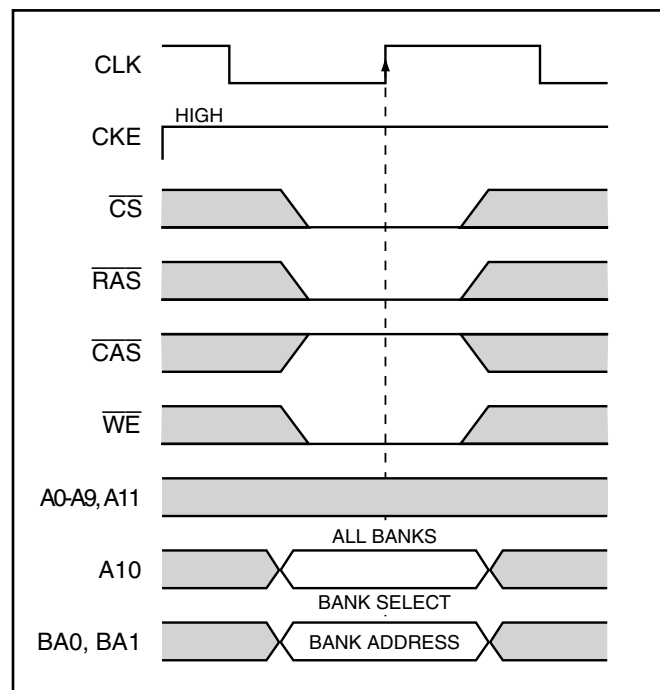 CLK
HIGH
CKE
CS
RAS
CAS
WE
A0-A9, A11
ALL BANKS
A10
BANK SELECT
BA0, BA1 BANK ADDRESS